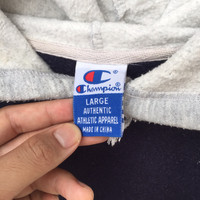 Champion
LARGE
AUTHENTIC
ATHLETIC APPAREL
MADE IN CHINA